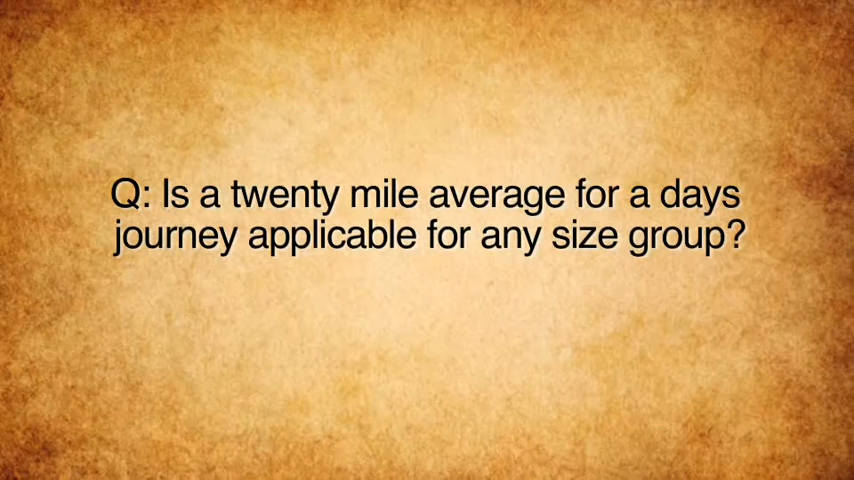 Q: Is a twenty mile average for a days
journey applicable for any size group?